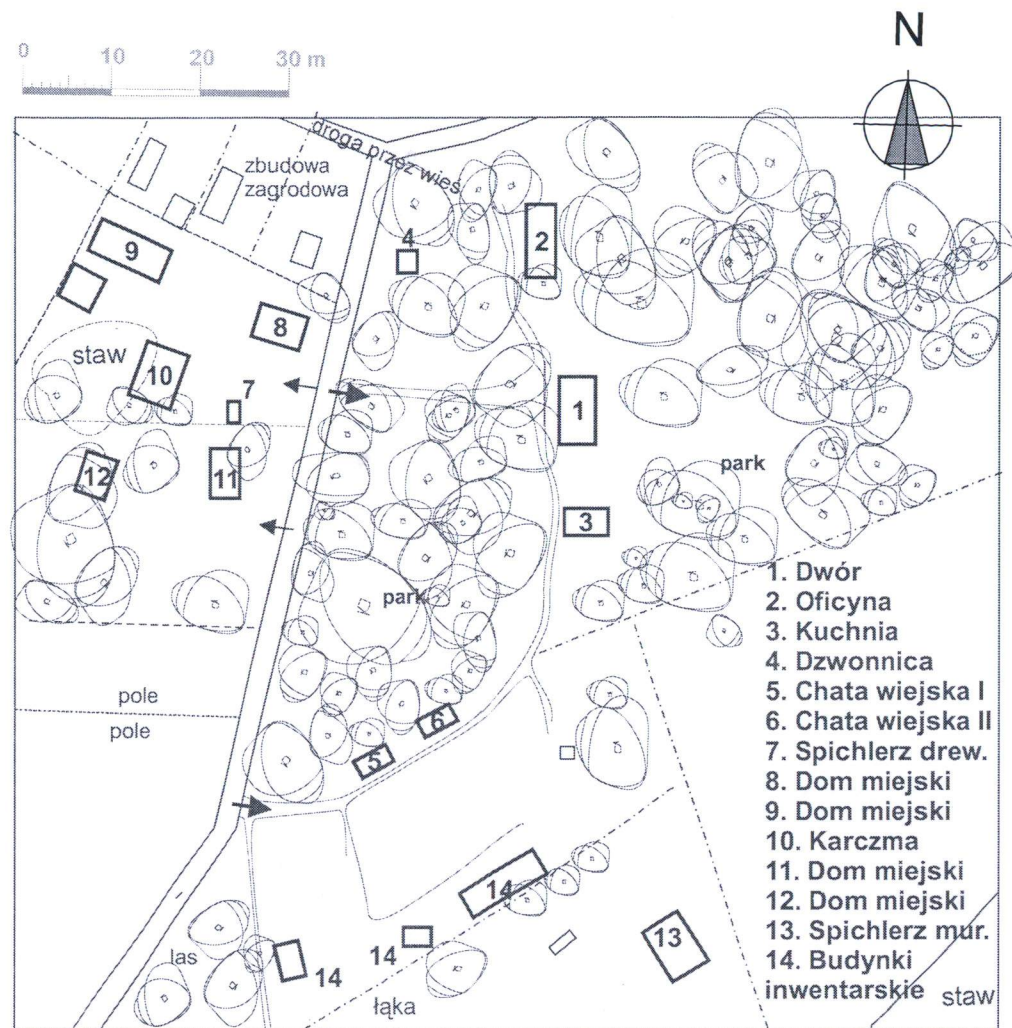 0 10 20 30 m
N
droga przez wieś
zbudowa
zagrodowa
9
4
2
8
staw
10
7
1
12
11
park
3
park
pole
pole
6
5
14
13
14
14
las
łąka
staw
1. Dwór
2. Oficyna
3. Kuchnia
4. Dzwonnica
5. Chata wiejska I
6. Chata wiejska II
7. Spichlerz drew.
8. Dom miejski
9. Dom miejski
10. Karczma
11. Dom miejski
12. Dom miejski
13. Spichlerz mur.
14. Budynki
inwentarskie